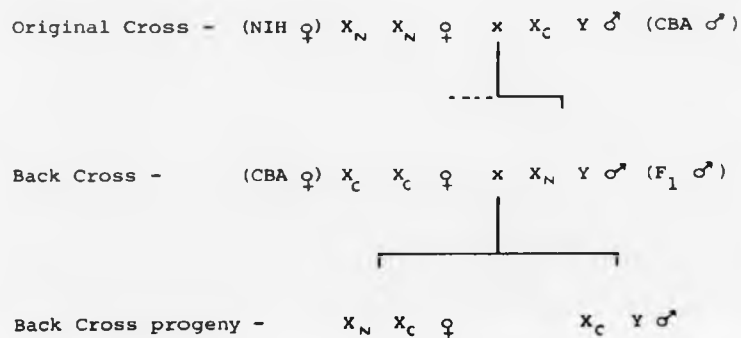 Original Cross - (NIH ♀) X_N X_N ♀ x X_C Y ♂ (CBA ♂)
Back Cross - (CBA ♀) X_C X_C ♀ x X_N Y ♂ (F_1 ♂)
Back Cross progeny - X_N X_C ♀ X_C Y ♂